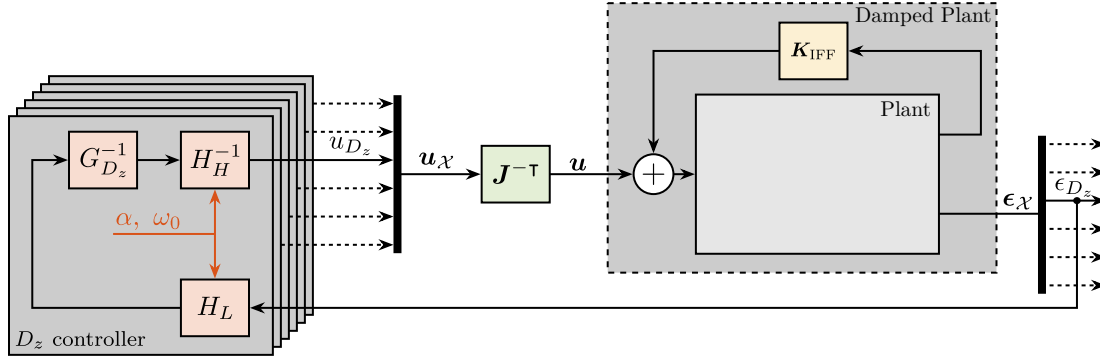 Damped Plant
K_IFF
Plant
G_{D_z}^{-1}
H_H^{-1}
u_{D_z}
u_𝒳
J^{-⊤}
u
+
ϵ_{D_z}
ϵ_𝒳
α, ω_0
H_L
D_z controller